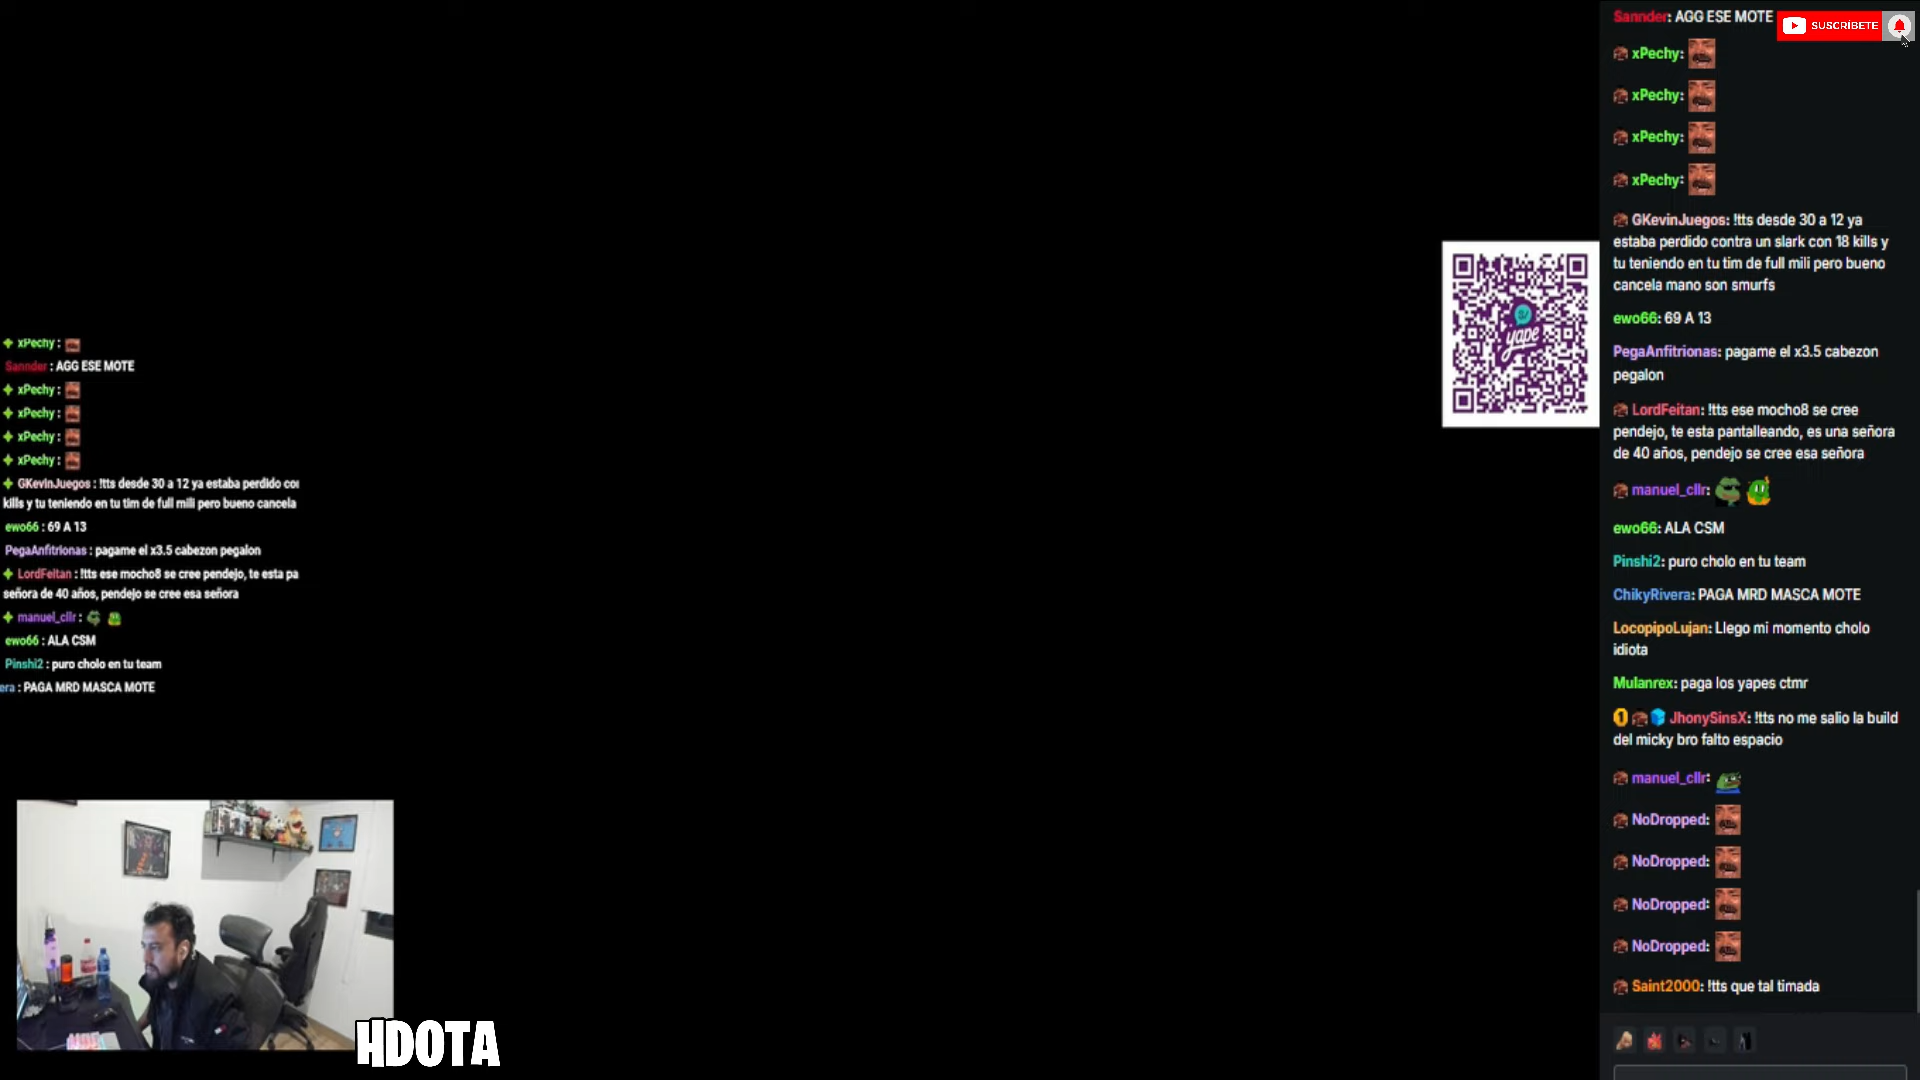 xPechy :
Sannder : AGG ESE MOTE
xPechy :
xPechy :
xPechy :
xPechy :
GKevinJuegos : !tts desde 30 a 12 ya estaba perdido con
kills y tu teniendo en tu tim de full mili pero bueno cancela
ewo66 : 69 A 13
PegaAnfitrionas : pagame el x3.5 cabezon pegalon
LordFeitan : !tts ese mocho8 se cree pendejo, te esta pa
señora de 40 años, pendejo se cree esa señora
manuel_cllr :
ewo66 : ALA CSM
Pinshi2 : puro cholo en tu team
era : PAGA MRD MASCA MOTE
HDOTA
S/
yape
Sannder: AGG ESE MOTE
SUSCRÍBETE
xPechy:
xPechy:
xPechy:
xPechy:
GKevinJuegos: !tts desde 30 a 12 ya
estaba perdido contra un slark con 18 kills y
tu teniendo en tu tim de full mili pero bueno
cancela mano son smurfs
ewo66: 69 A 13
PegaAnfitrionas: pagame el x3.5 cabezon
pegalon
LordFeitan: !tts ese mocho8 se cree
pendejo, te esta pantalleando, es una señora
de 40 años, pendejo se cree esa señora
manuel_cllr:
ewo66: ALA CSM
Pinshi2: puro cholo en tu team
ChikyRivera: PAGA MRD MASCA MOTE
LocopipoLujan: Llego mi momento cholo
idiota
Mulanrex: paga los yapes ctmr
1 JhonySinsX: !tts no me salio la build
del micky bro falto espacio
manuel_cllr:
NoDropped:
NoDropped:
NoDropped:
NoDropped:
Saint2000: !tts que tal timada